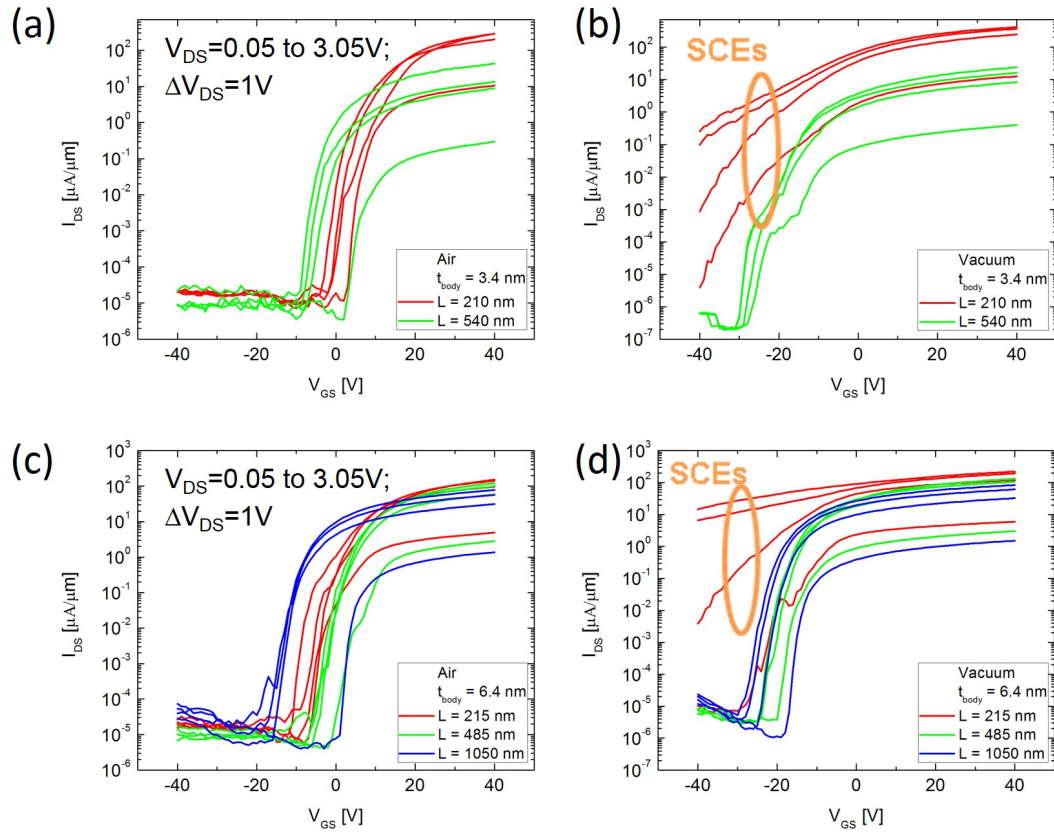 (a)
V_DS=0.05 to 3.05V;
ΔV_DS=1V
I_DS [µA/µm]
10^2
10^1
10^0
10^-1
10^-2
10^-3
10^-4
10^-5
10^-6
Air
t_body = 3.4 nm
L = 210 nm
L = 540 nm
-40 -20 0 20 40
V_GS [V]
(b)
SCEs
I_DS [µA/µm]
10^2
10^1
10^0
10^-1
10^-2
10^-3
10^-4
10^-5
10^-6
10^-7
Vacuum
t_body = 3.4 nm
L = 210 nm
L = 540 nm
-40 -20 0 20 40
V_GS [V]
(c)
V_DS=0.05 to 3.05V;
ΔV_DS=1V
I_DS [µA/µm]
10^3
10^2
10^1
10^0
10^-1
10^-2
10^-3
10^-4
10^-5
10^-6
Air
t_body = 6.4 nm
L = 215 nm
L = 485 nm
L = 1050 nm
-40 -20 0 20 40
V_GS [V]
(d)
SCEs
I_DS [µA/µm]
10^3
10^2
10^1
10^0
10^-1
10^-2
10^-3
10^-4
10^-5
10^-6
10^-7
Vacuum
t_body = 6.4 nm
L = 215 nm
L = 485 nm
L = 1050 nm
-40 -20 0 20 40
V_GS [V]